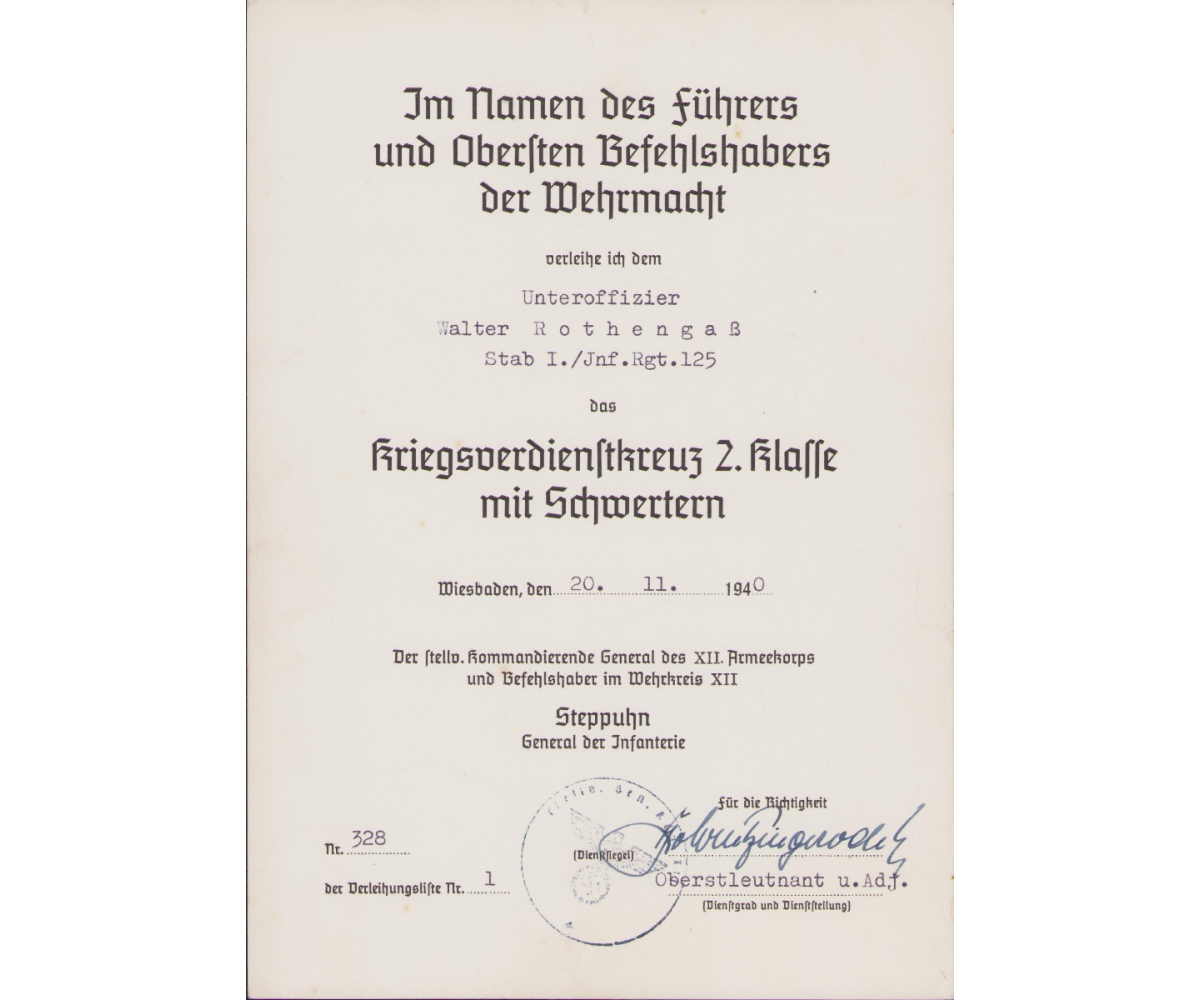 Im Namen des Führers
und Obersten Befehlshabers
der Wehrmacht
verleihe ich dem
Unteroffizier
Walter Rothengaß
Stab I./Jnf.Rgt.125
das
Kriegsverdienstkreuz 2. Klasse
mit Schwertern
Wiesbaden, den 20. 11. 1940
Der stellv. Kommandierende General des XII. Armeekorps
und Befehlshaber im Wehrkreis XII
Steppuhn
General der Infanterie
Für die Richtigkeit
Nr. 328
(Dienstsiegel)
der Verleihungsliste Nr. 1
Oberstleutnant u.Adj.
(Dienstgrad und Dienststellung)